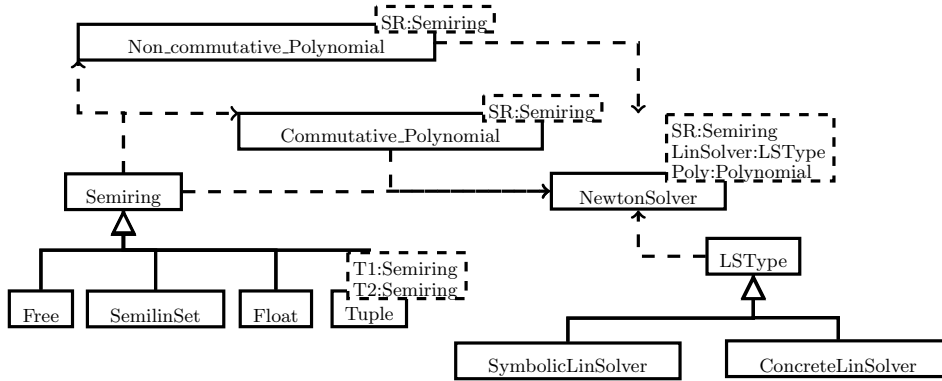 SR:Semiring
Non_commutative_Polynomial
SR:Semiring
Commutative_Polynomial
SR:Semiring
LinSolver:LSType
Poly:Polynomial
Semiring
NewtonSolver
LSType
T1:Semiring
T2:Semiring
Free
SemilinSet
Float
Tuple
SymbolicLinSolver
ConcreteLinSolver